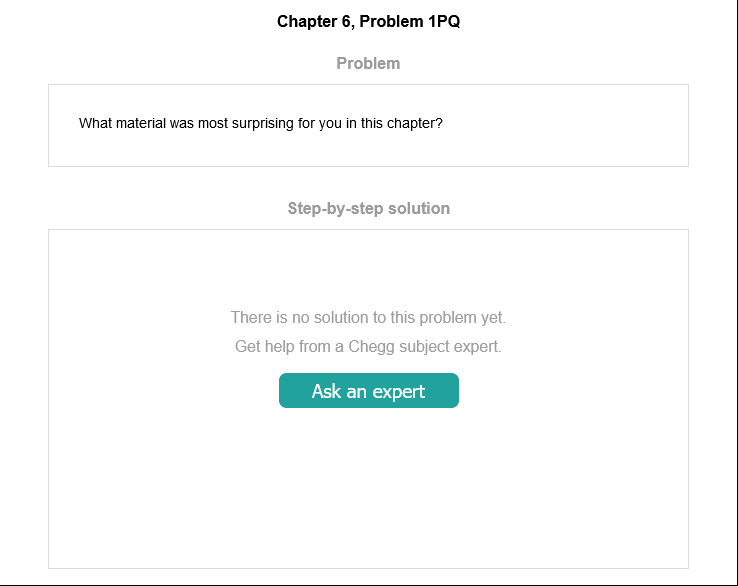 Chapter 6, Problem 1PQ
Problem
What material was most surprising for you in this chapter?
Step-by-step solution
There is no solution to this problem yet.
Get help from a Chegg subject expert.
Ask an expert